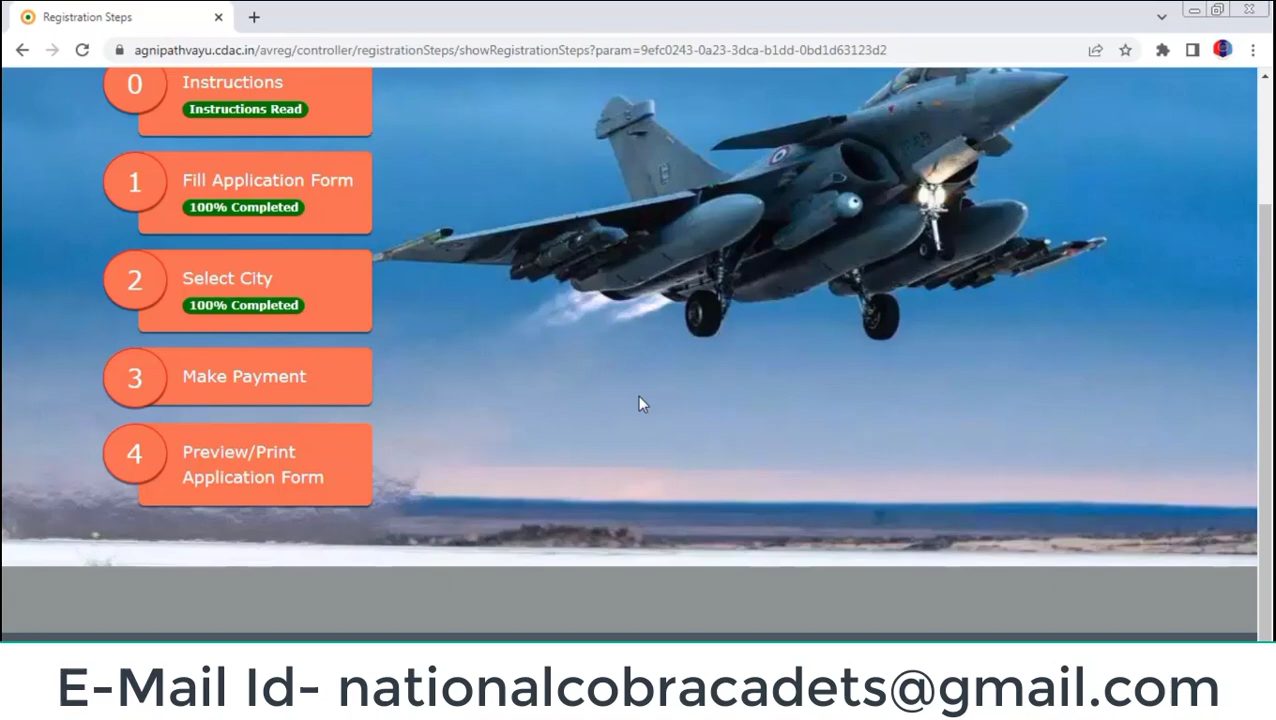 Registration Steps
agnipathvayu.cdac.in/avreg/controller/registrationSteps/showRegistrationSteps?param=9efc0243-0a23-3dca-b1dd-0bd1d63123d2
0 Instructions
Instructions Read
1 Fill Application Form
100% Completed
2 Select City
100% Completed
3 Make Payment
4 Preview/Print
Application Form
E-Mail Id- nationalcobracadets@gmail.com